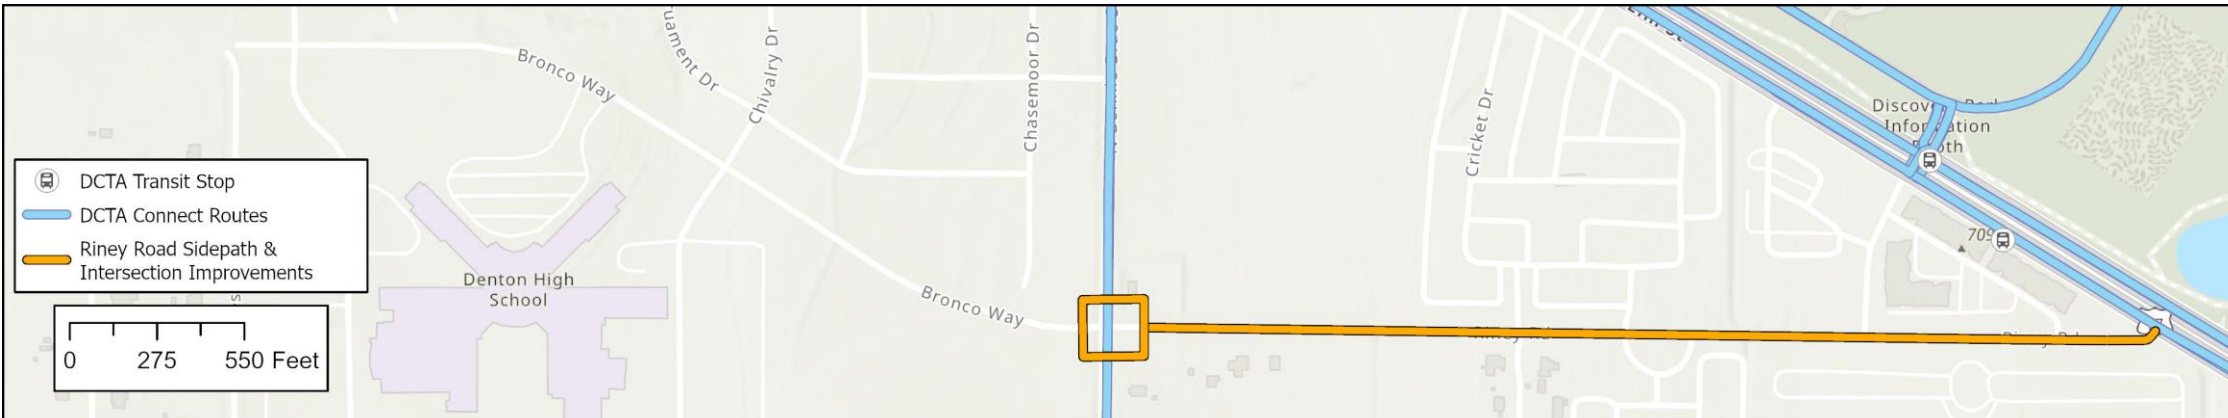 Bronco Way
Chivalry Dr
Chasemoor Dr
Cricket Dr
Information
DCTA Transit Stop
DCTA Connect Routes
Riney Road Sidepath &
Intersection Improvements
Denton High
School
Bronco Way
0 275 550 Feet